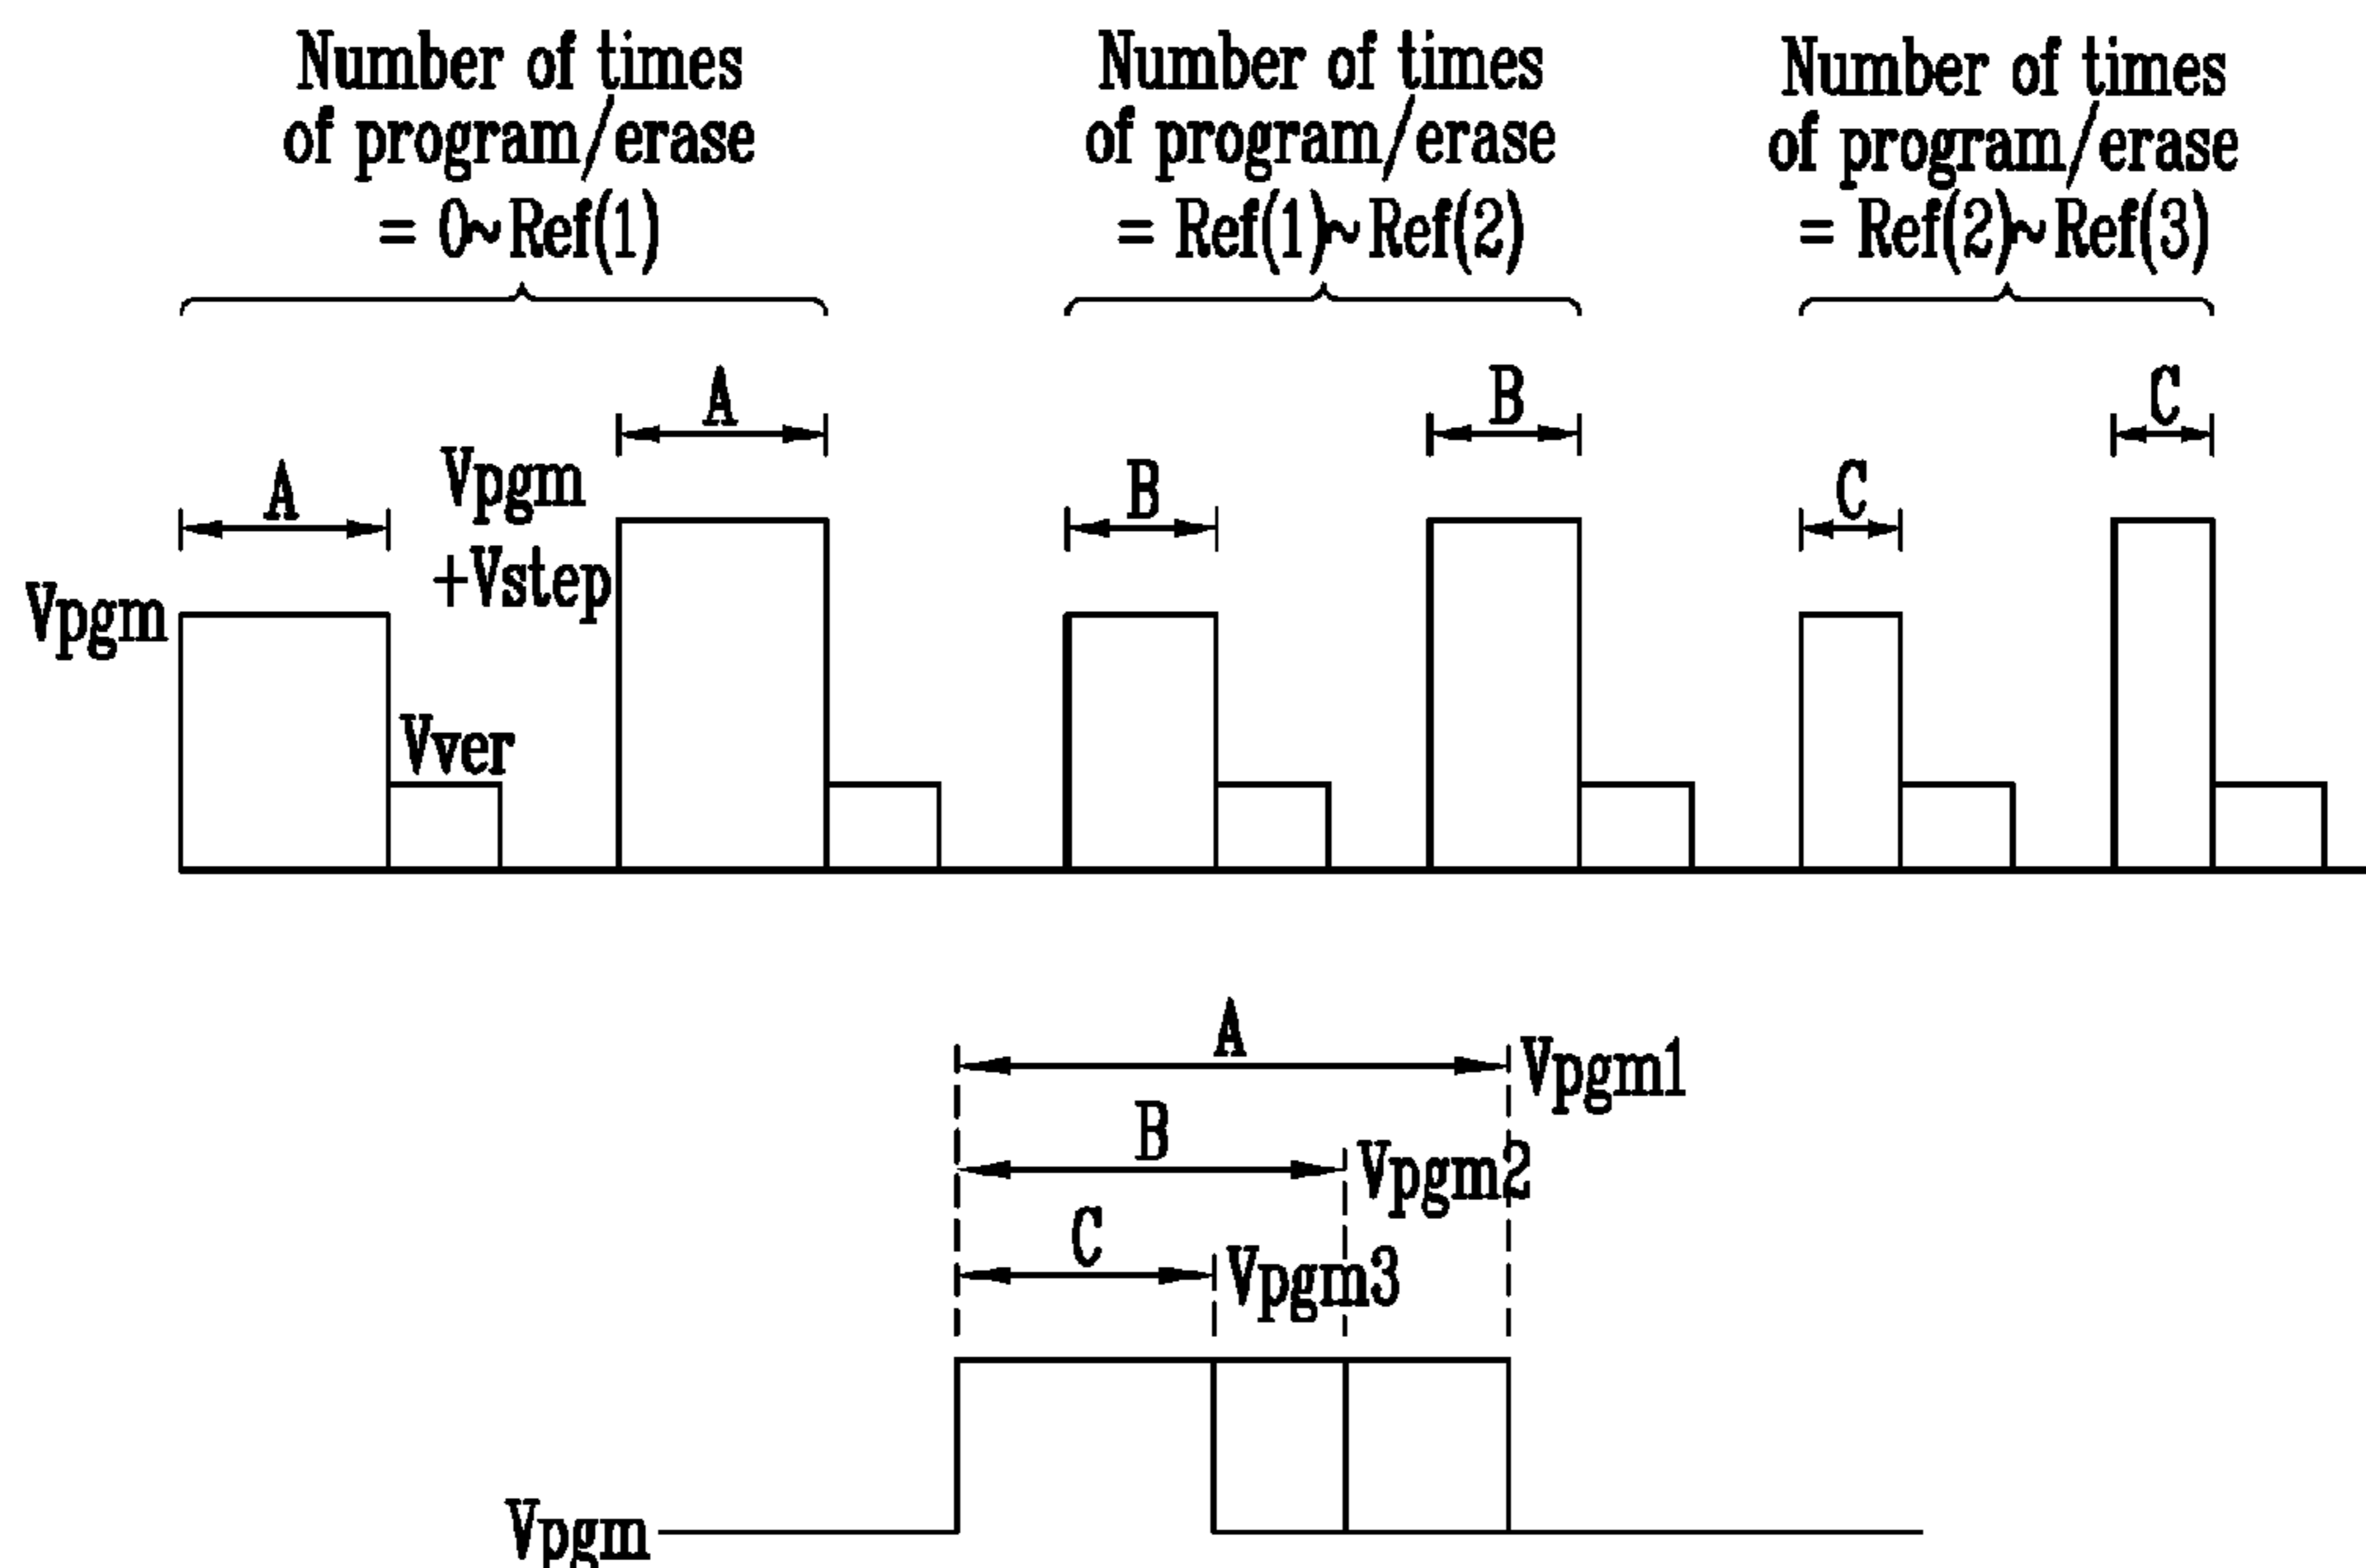 Number of times
of program/erase
= 0~Ref(1)
Number of times
of program/erase
= Ref(1)~Ref(2)
Number of times
of program/erase
= Ref(2)~Ref(3)
A
A
B
B
C
C
Vpgm
Vpgm
+Vstep
Vver
A
Vpgm1
B
Vpgm2
C
Vpgm3
Vpgm